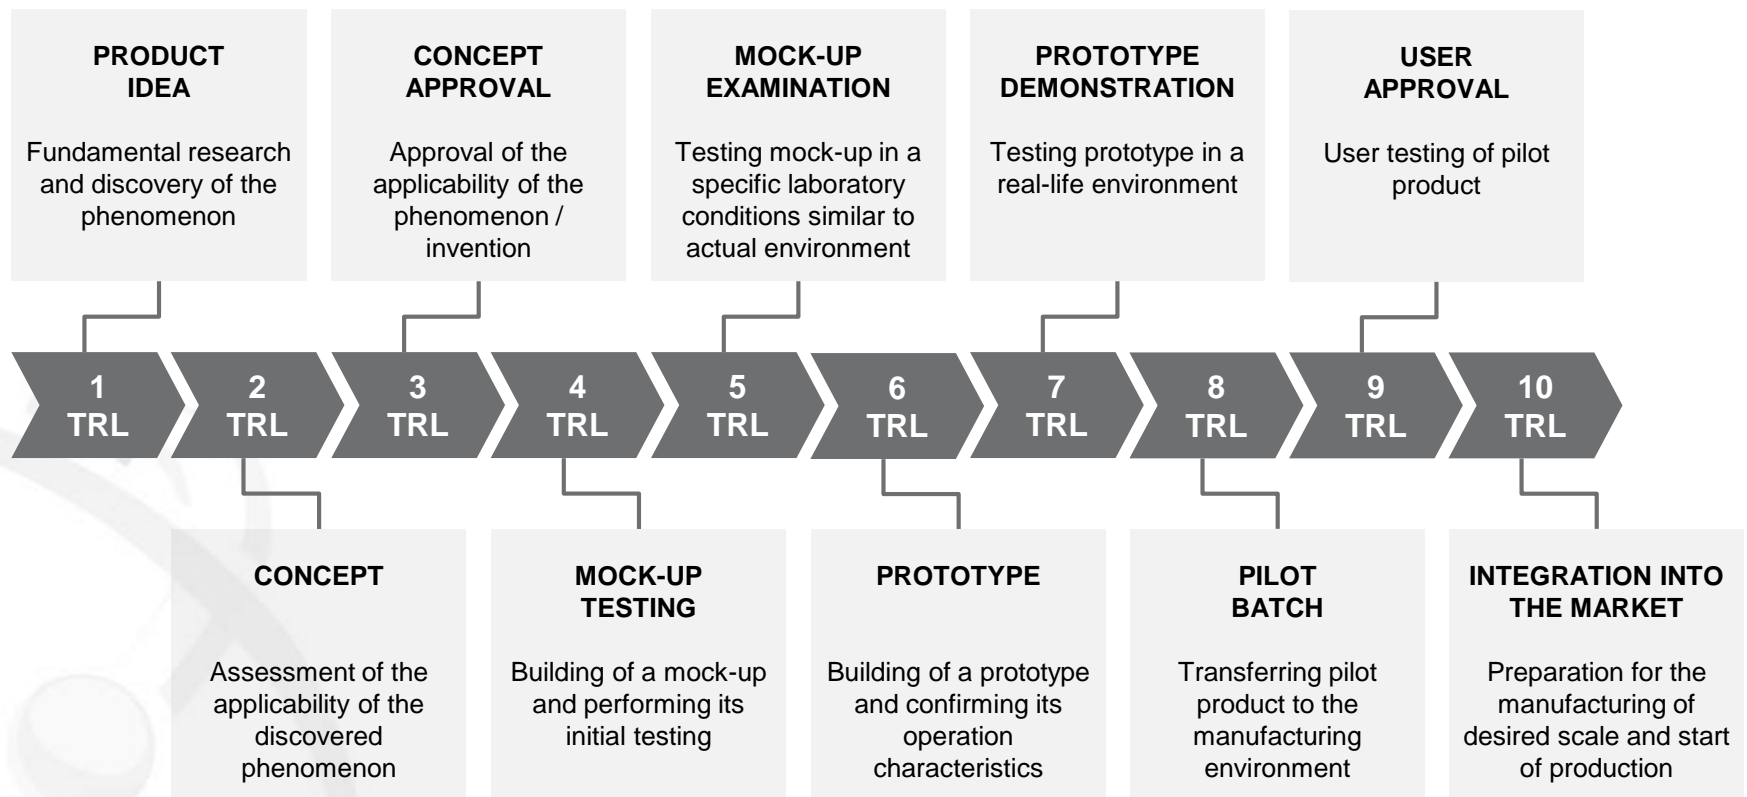 PRODUCT
IDEA
Fundamental research
and discovery of the
phenomenon
CONCEPT
APPROVAL
Approval of the
applicability of the
phenomenon /
invention
MOCK-UP
EXAMINATION
Testing mock-up in a
specific laboratory
conditions similar to
actual environment
PROTOTYPE
DEMONSTRATION
Testing prototype in a
real-life environment
USER
APPROVAL
User testing of pilot
product
1
TRL
2
TRL
3
TRL
4
TRL
5
TRL
6
TRL
7
TRL
8
TRL
9
TRL
10
TRL
CONCEPT
Assessment of the
applicability of the
discovered
phenomenon
MOCK-UP
TESTING
Building of a mock-up
and performing its
initial testing
PROTOTYPE
Building of a prototype
and confirming its
operation
characteristics
PILOT
BATCH
Transferring pilot
product to the
manufacturing
environment
INTEGRATION INTO
THE MARKET
Preparation for the
manufacturing of
desired scale and start
of production